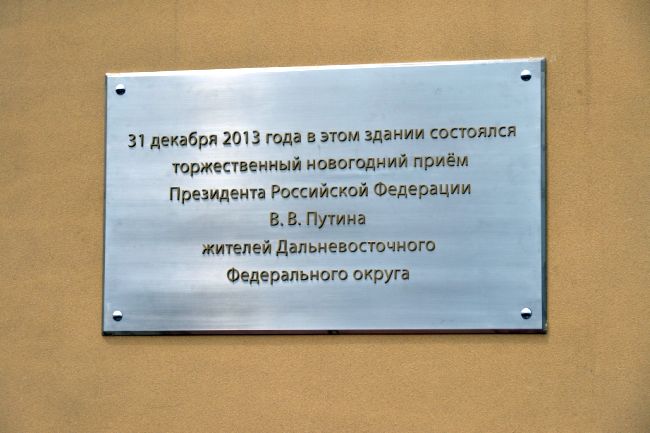 31 декабря 2013 года в этом здании состоялся
торжественный новогодний приём
Президента Российской Федерации
В. В. Путина
жителей Дальневосточного
Федерального округа